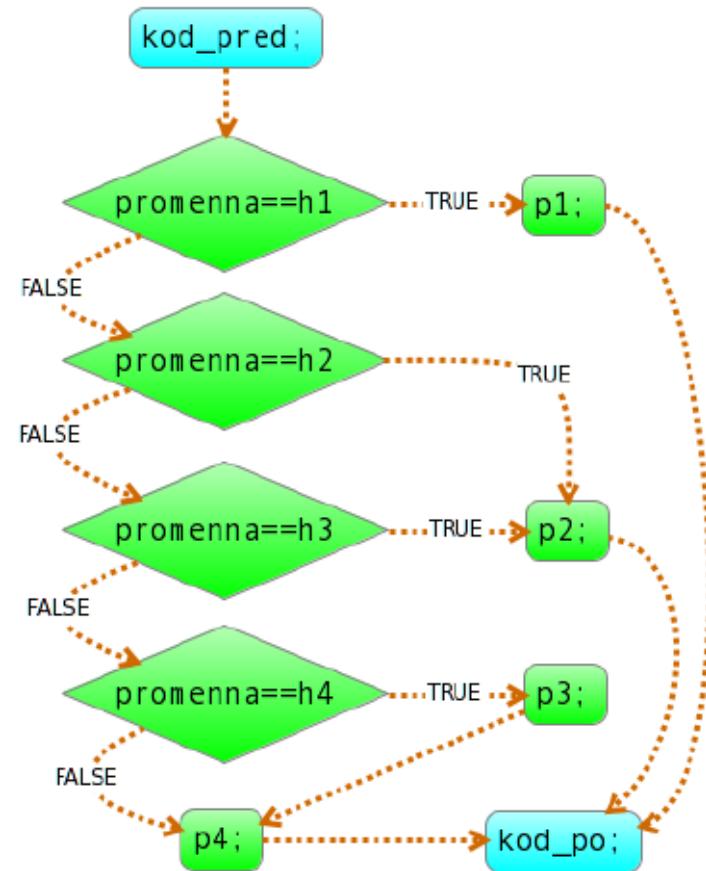 kod_pred;
promenna==h1
TRUE
p1;
FALSE
promenna==h2
TRUE
FALSE
promenna==h3
TRUE
p2;
FALSE
promenna==h4
TRUE
p3;
FALSE
p4;
kod_po;